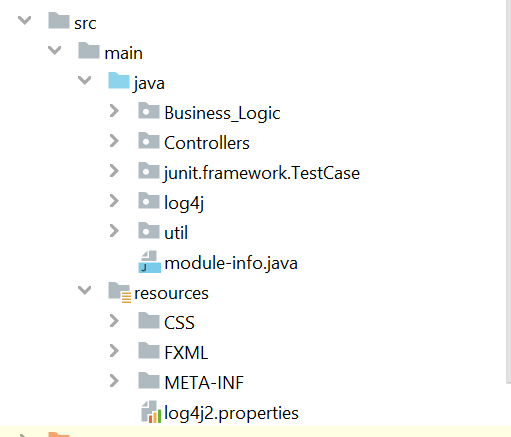 src
main
java
Business_Logic
Controllers
junit.framework.TestCase
log4j
util
module-info.java
resources
CSS
FXML
META-INF
log4j2.properties